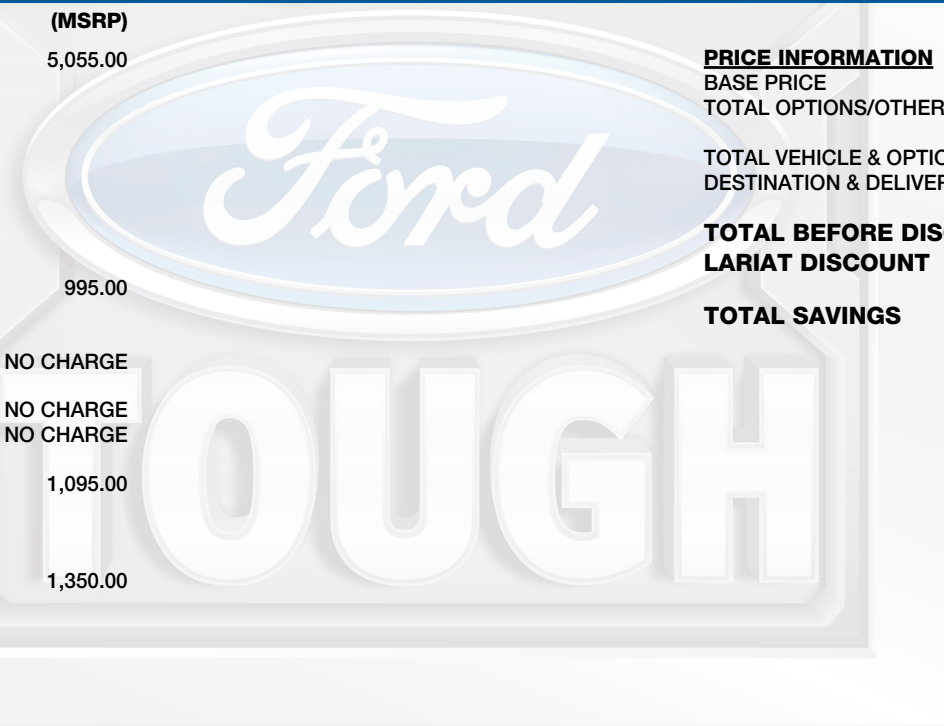 (MSRP)
5,055.00
995.00
NO CHARGE
NO CHARGE
NO CHARGE
1,095.00
1,350.00
Ford
TOUGH
PRICE INFORMATION
BASE PRICE
TOTAL OPTIONS/OTHER
TOTAL VEHICLE & OPTIO
DESTINATION & DELIVER
TOTAL BEFORE DIS
LARIAT DISCOUNT
TOTAL SAVINGS